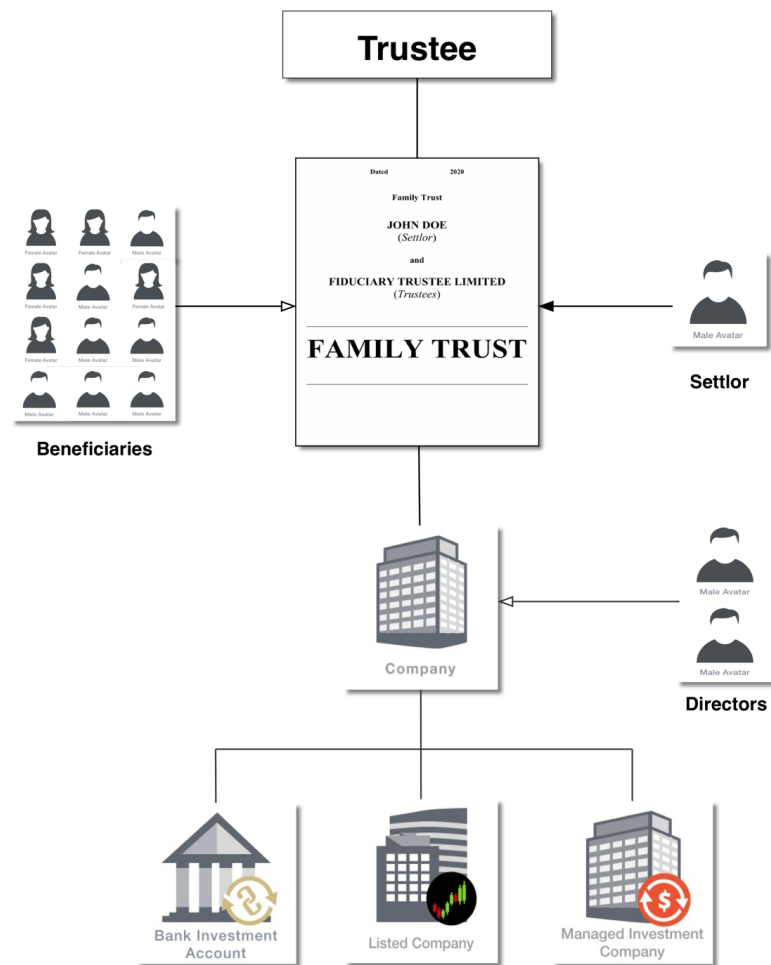 Trustee
Dated 2020
Family Trust
JOHN DOE
(Settlor)
and
FIDUCIARY TRUSTEE LIMITED
(Trustees)
FAMILY TRUST
Female Avatar Female Avatar Male Avatar
Female Avatar Male Avatar Female Avatar
Female Avatar Male Avatar Male Avatar
Male Avatar Male Avatar Male Avatar
Beneficiaries
Male Avatar
Settlor
Company
Male Avatar
Male Avatar
Directors
Bank Investment
Account
Listed Company
Managed Investment
Company